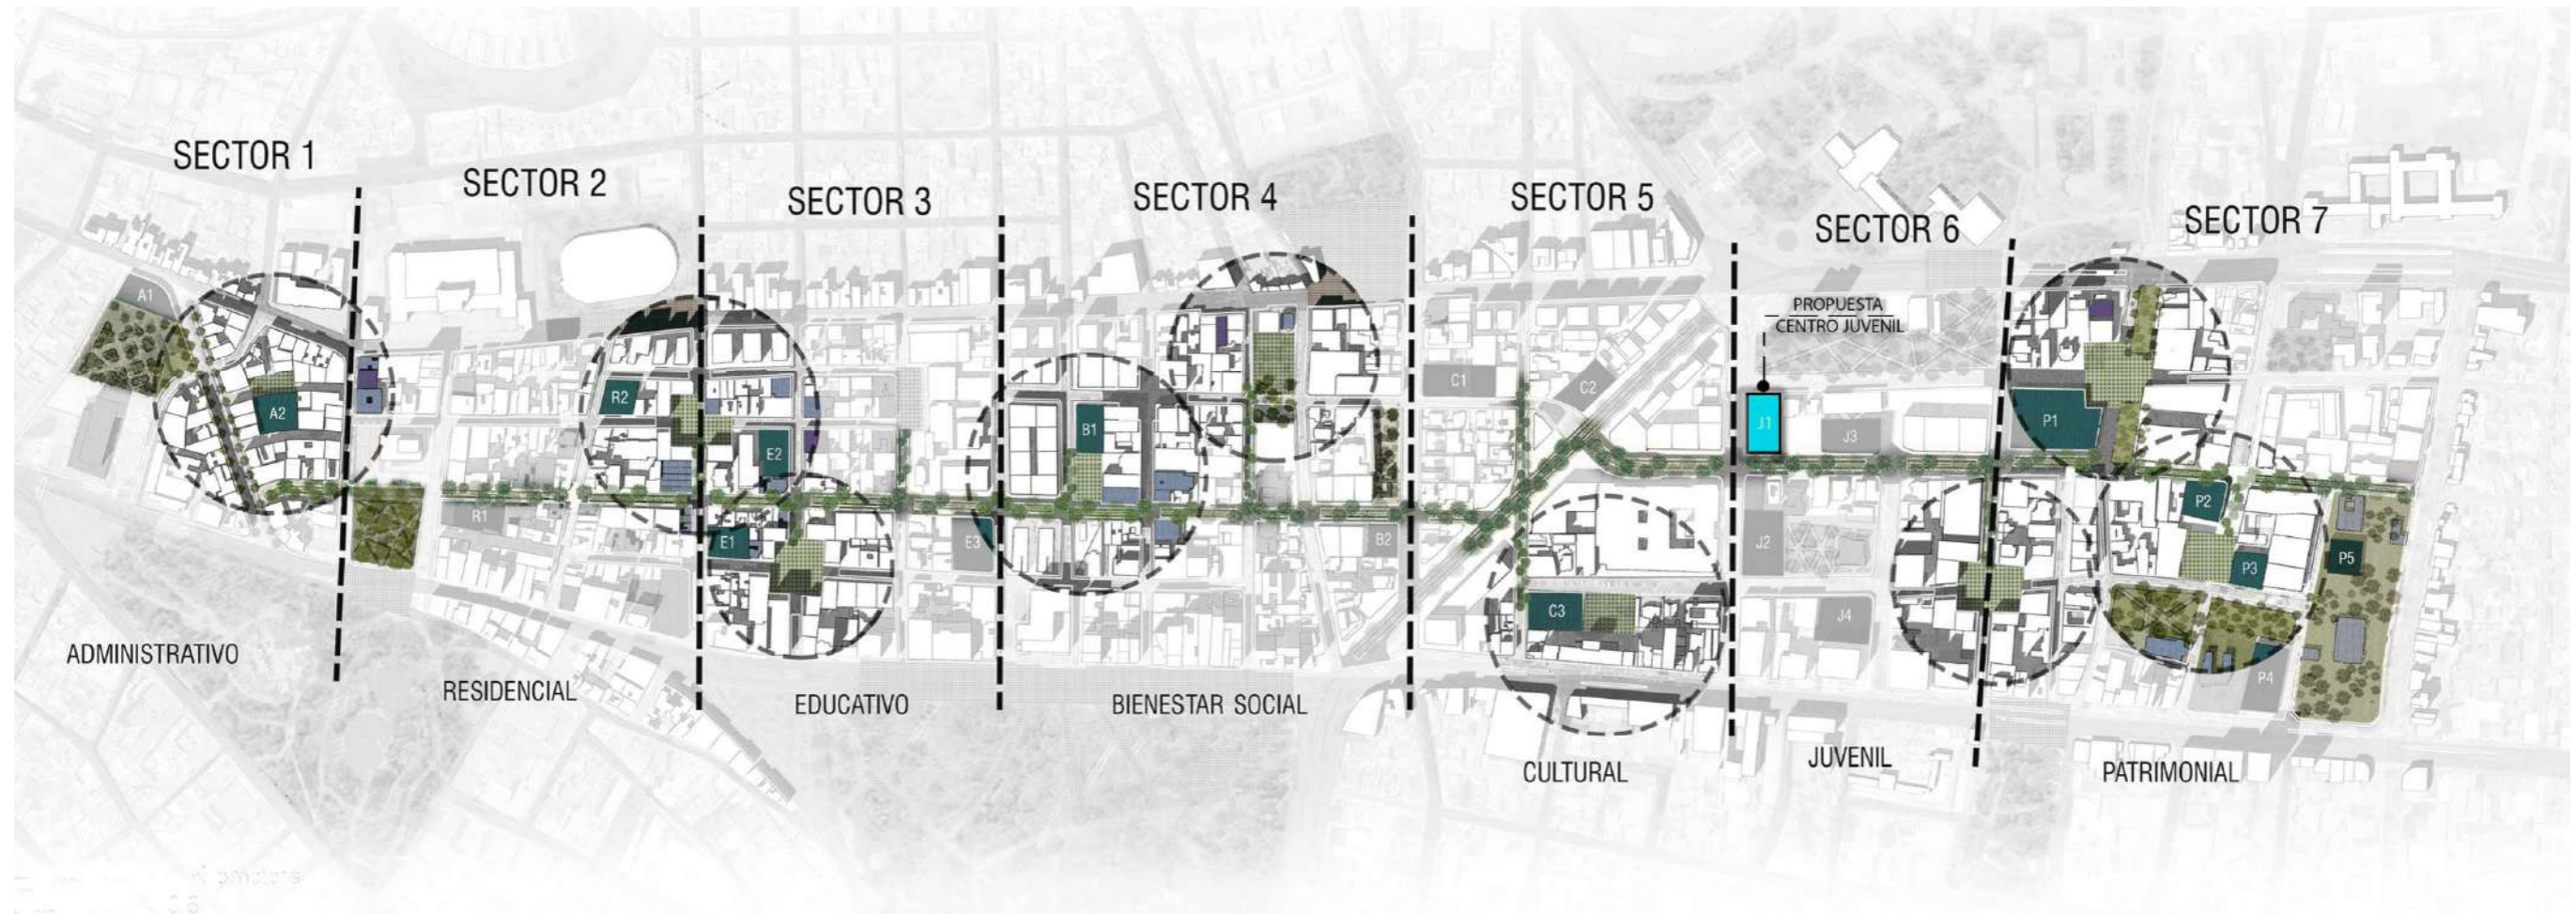 SECTOR 1
SECTOR 2
SECTOR 3
SECTOR 4
SECTOR 5
SECTOR 6
SECTOR 7
A1
A2
R2
R1
E2
E1
E3
B1
B2
C1
C2
C3
PROPUESTA
CENTRO JUVENIL
J1
J3
J2
J4
P1
P2
P3
P5
P4
ADMINISTRATIVO
RESIDENCIAL
EDUCATIVO
BIENESTAR SOCIAL
CULTURAL
JUVENIL
PATRIMONIAL